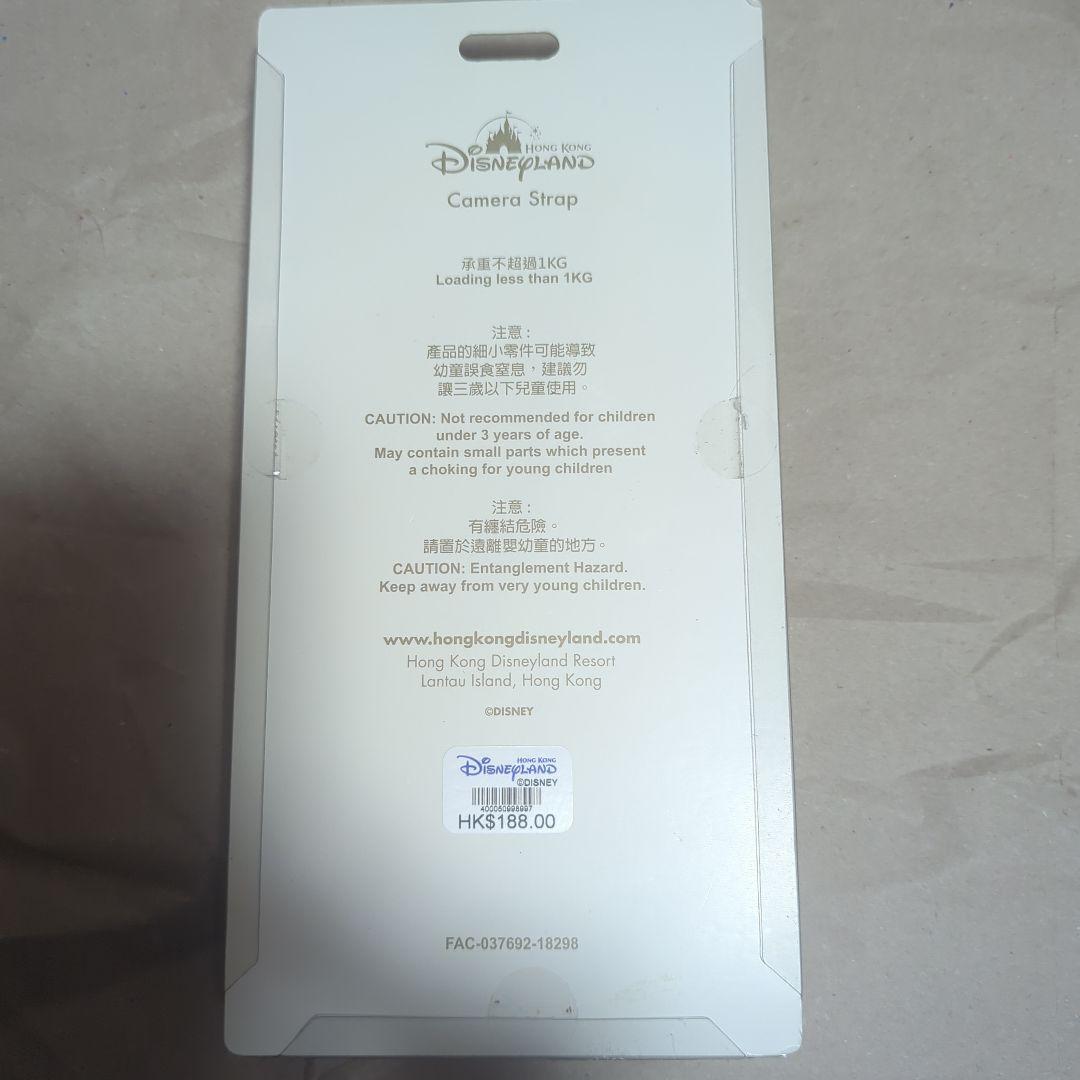 HONG KONG
DISNEYLAND
Camera Strap
承重不超過1KG
Loading less than 1KG
注意：
產品的細小零件可能導致
幼童誤食窒息，建議勿
讓三歲以下兒童使用。
CAUTION: Not recommended for children
under 3 years of age.
May contain small parts which present
a choking for young children
注意：
有纏結危險。
請置於遠離嬰幼童的地方。
CAUTION: Entanglement Hazard.
Keep away from very young children.
www.hongkongdisneyland.com
Hong Kong Disneyland Resort
Lantau Island, Hong Kong
©DISNEY
HONG KONG
DISNEYLAND
©DISNEY
400050998997
HK$188.00
FAC-037692-18298